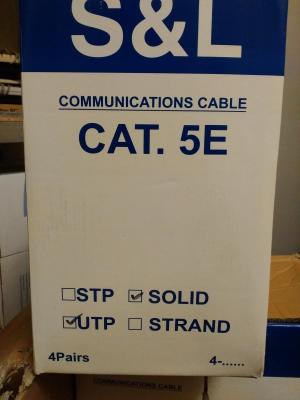 S&L
COMMUNICATIONS CABLE
CAT. 5E
☐STP ☑ SOLID
☑UTP ☐ STRAND
4Pairs 4-......
COMMUNICATIONS CABLE